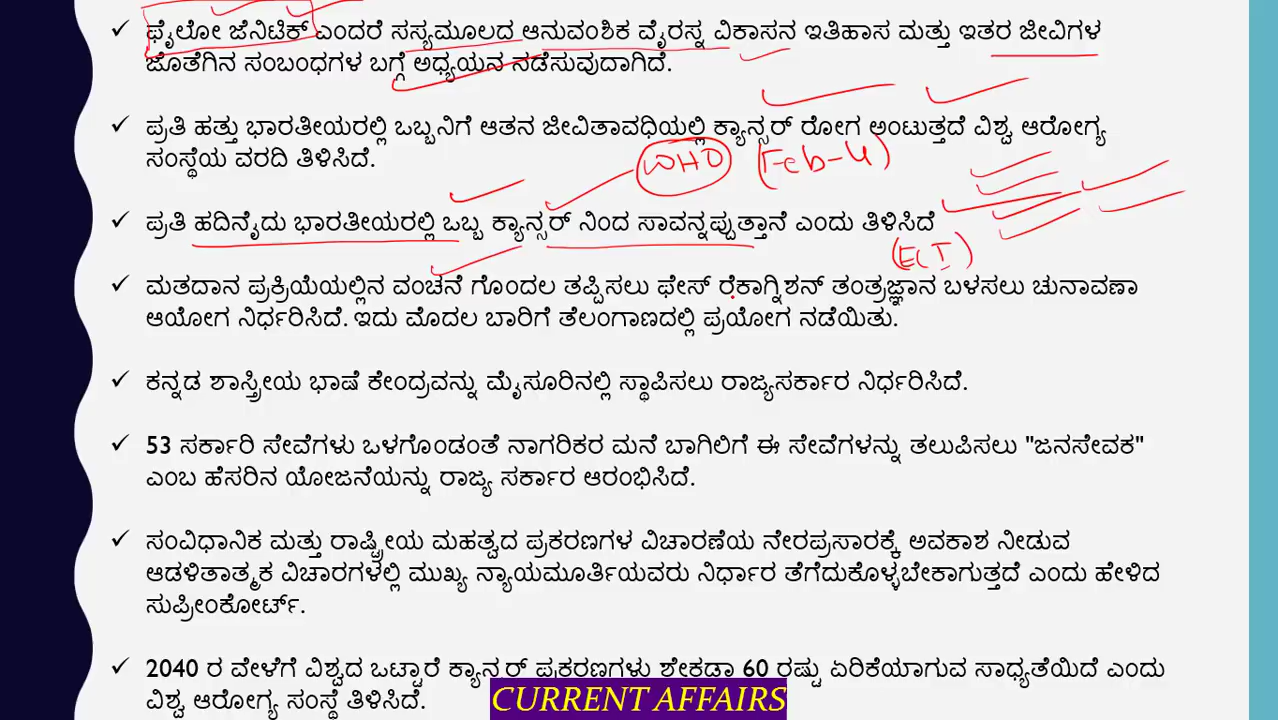 ಫೈಲೋ ಜೆನಿಟಿಕ್ ಎಂದರೆ ಸಸ್ಯಮೂಲದ ಆನುವಂಶಿಕ ವೈರಸ್ನ ವಿಕಾಸನ ಇತಿಹಾಸ ಮತ್ತು ಇತರ ಜೀವಿಗಳ
ಜೊತೆಗಿನ ಸಂಬಂಧಗಳ ಬಗ್ಗೆ ಅಧ್ಯಯನ ನಡೆಸುವುದಾಗಿದೆ.
ಪ್ರತಿ ಹತ್ತು ಭಾರತೀಯರಲ್ಲಿ ಒಬ್ಬನಿಗೆ ಆತನ ಜೀವಿತಾವಧಿಯಲ್ಲಿ ಕ್ಯಾನ್ಸರ್ ರೋಗ ಅಂಟುತ್ತದೆ ವಿಶ್ವ ಆರೋಗ್ಯ
ಸಂಸ್ಥೆಯ ವರದಿ ತಿಳಿಸಿದೆ.
WHO (Feb-4)
ಪ್ರತಿ ಹದಿನೈದು ಭಾರತೀಯರಲ್ಲಿ ಒಬ್ಬ ಕ್ಯಾನ್ಸರ್ ನಿಂದ ಸಾವನ್ನಪ್ಪುತ್ತಾನೆ ಎಂದು ತಿಳಿಸಿದೆ
(ECI)
ಮತದಾನ ಪ್ರಕ್ರಿಯೆಯಲ್ಲಿನ ವಂಚನೆ ಗೊಂದಲ ತಪ್ಪಿಸಲು ಫೇಸ್ ರೆಕಾಗ್ನಿಶನ್ ತಂತ್ರಜ್ಞಾನ ಬಳಸಲು ಚುನಾವಣಾ
ಆಯೋಗ ನಿರ್ಧರಿಸಿದೆ. ಇದು ಮೊದಲ ಬಾರಿಗೆ ತೆಲಂಗಾಣದಲ್ಲಿ ಪ್ರಯೋಗ ನಡೆಯಿತು.
ಕನ್ನಡ ಶಾಸ್ತ್ರೀಯ ಭಾಷೆ ಕೇಂದ್ರವನ್ನು ಮೈಸೂರಿನಲ್ಲಿ ಸ್ಥಾಪಿಸಲು ರಾಜ್ಯಸರ್ಕಾರ ನಿರ್ಧರಿಸಿದೆ.
53 ಸರ್ಕಾರಿ ಸೇವೆಗಳು ಒಳಗೊಂಡಂತೆ ನಾಗರಿಕರ ಮನೆ ಬಾಗಿಲಿಗೆ ಈ ಸೇವೆಗಳನ್ನು ತಲುಪಿಸಲು "ಜನಸೇವಕ"
ಎಂಬ ಹೆಸರಿನ ಯೋಜನೆಯನ್ನು ರಾಜ್ಯ ಸರ್ಕಾರ ಆರಂಭಿಸಿದೆ.
ಸಂವಿಧಾನಿಕ ಮತ್ತು ರಾಷ್ಟ್ರೀಯ ಮಹತ್ವದ ಪ್ರಕರಣಗಳ ವಿಚಾರಣೆಯ ನೇರಪ್ರಸಾರಕ್ಕೆ ಅವಕಾಶ ನೀಡುವ
ಆಡಳಿತಾತ್ಮಕ ವಿಚಾರಗಳಲ್ಲಿ ಮುಖ್ಯ ನ್ಯಾಯಮೂರ್ತಿಯವರು ನಿರ್ಧಾರ ತೆಗೆದುಕೊಳ್ಳಬೇಕಾಗುತ್ತದೆ ಎಂದು ಹೇಳಿದ
ಸುಪ್ರೀಂಕೋರ್ಟ್.
2040 ರ ವೇಳೆಗೆ ವಿಶ್ವದ ಒಟ್ಟಾರೆ ಕ್ಯಾನ್ಸರ್ ಪ್ರಕರಣಗಳು ಶೇಕಡಾ 60 ರಷ್ಟು ಏರಿಕೆಯಾಗುವ ಸಾಧ್ಯತೆಯಿದೆ ಎಂದು
ವಿಶ್ವ ಆರೋಗ್ಯ ಸಂಸ್ಥೆ ತಿಳಿಸಿದೆ.
CURRENT AFFAIRS